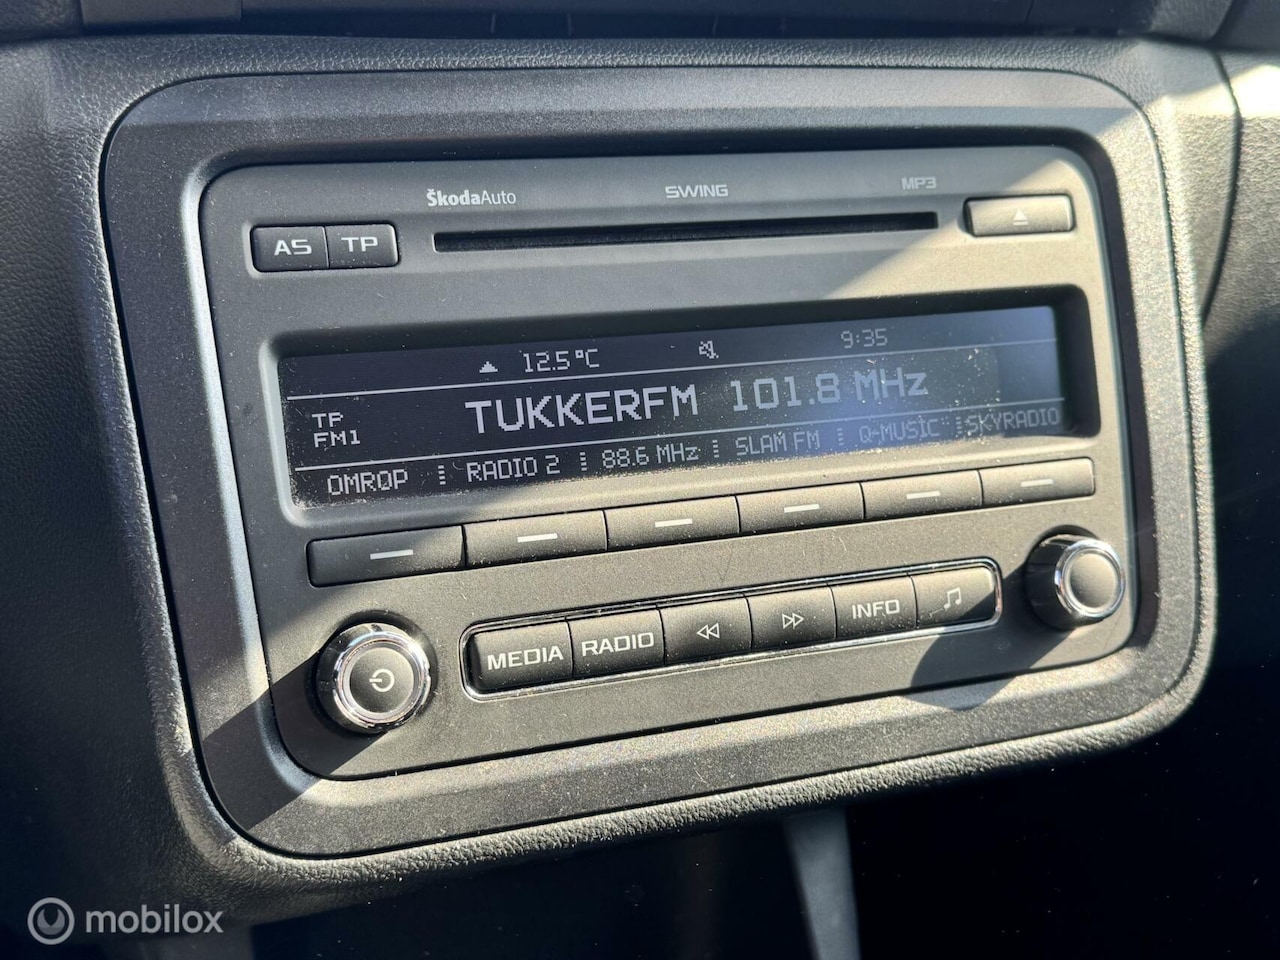 ŠkodaAuto SWING MP3
AS TP
12.5°C 9:35
TP
FM1
TUKKERFM 101.8 MHz
OMROP RADIO 2 88.6 MHz SLAM FM Q-MUSIC SKYRADIO
MEDIA RADIO INFO
mobilox